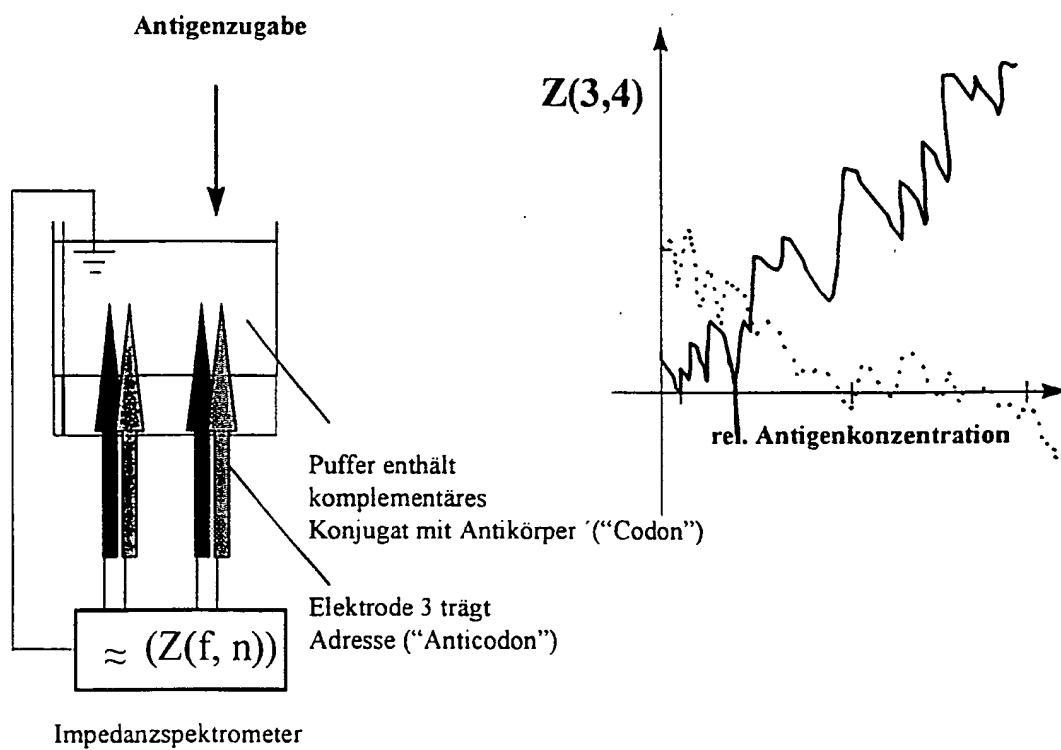 Antigenzugabe
Z(3,4)
rel. Antigenkonzentration
Puffer enthält
komplementäres
Konjugat mit Antikörper ´(“Codon”)
Elektrode 3 trägt
Adresse (“Anticodon”)
≈ (Z(f, n))
Impedanzspektrometer